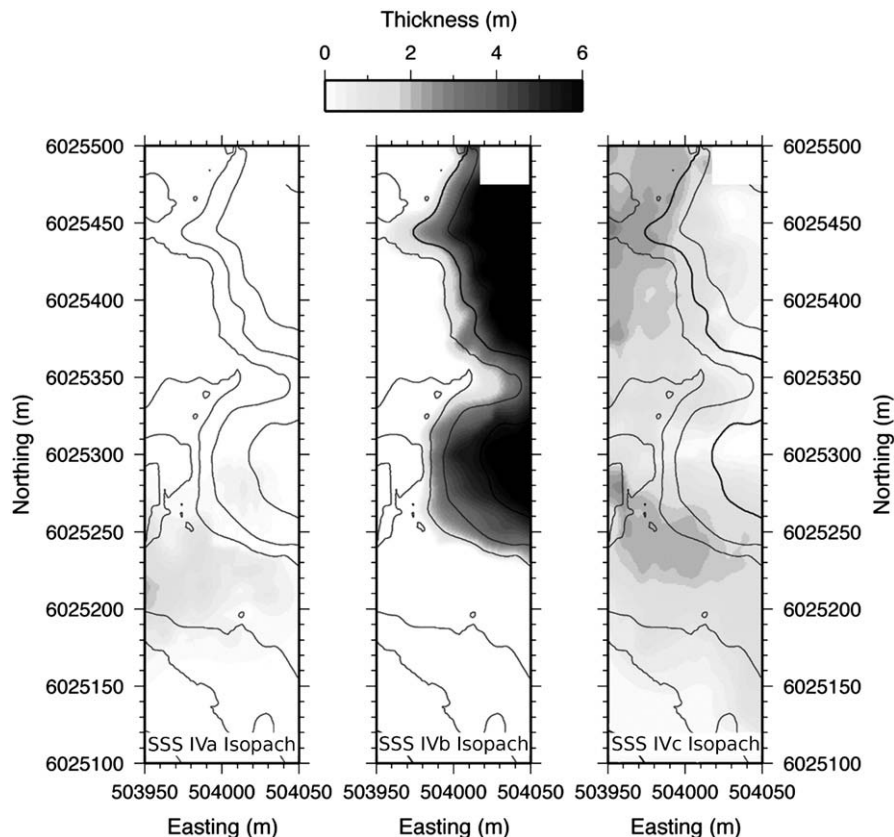 Thickness (m)
0 2 4 6
6025500 6025500
6025450 6025450
6025400 6025400
6025350 6025350
Northing (m) Northing (m)
6025300 6025300
6025250 6025250
6025200 6025200
6025150 6025150
SSS IVa Isopach SSS IVb Isopach SSS IVc Isopach
6025100 6025100
503950 504000 504050 503950 504000 504050 503950 504000 504050
Easting (m) Easting (m) Easting (m)